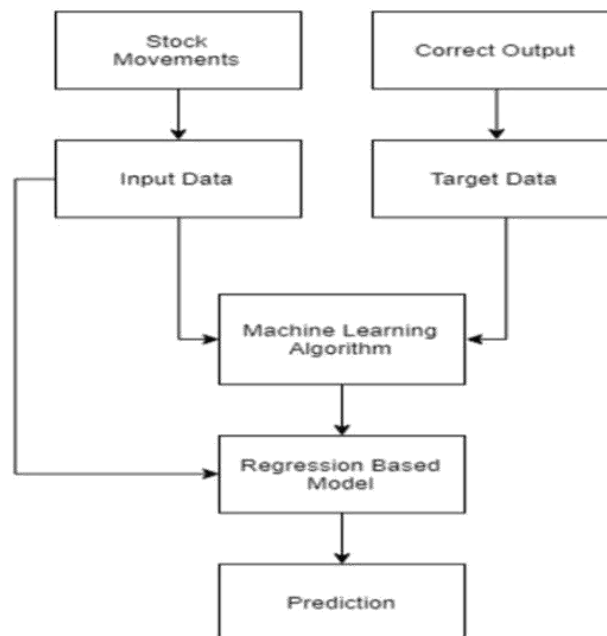 Stock
Movements
Correct Output
Input Data
Target Data
Machine Learning
Algorithm
Regression Based
Model
Prediction